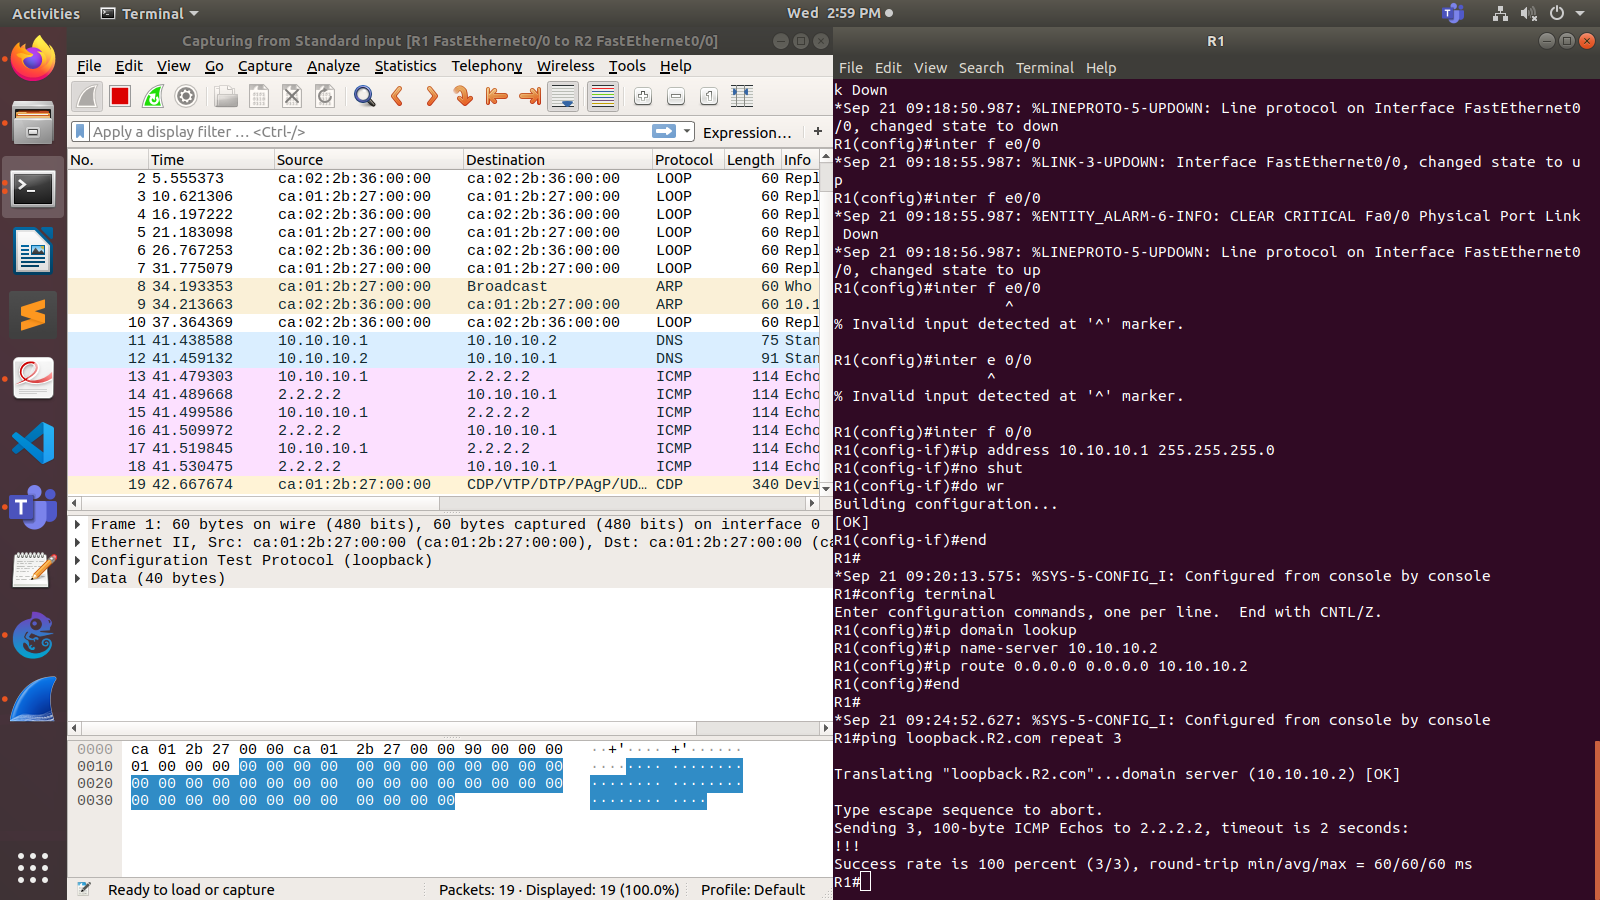 Activities Terminal Wed 2:59 PM
Capturing from Standard input [R1 FastEthernet0/0 to R2 FastEthernet0/0]
File Edit View Go Capture Analyze Statistics Telephony Wireless Tools Help
Apply a display filter … <Ctrl-/> Expression… +
No. Time Source Destination Protocol Length Info
2 5.555373 ca:02:2b:36:00:00 ca:02:2b:36:00:00 LOOP 60 Repl
3 10.621306 ca:01:2b:27:00:00 ca:01:2b:27:00:00 LOOP 60 Repl
4 16.197222 ca:02:2b:36:00:00 ca:02:2b:36:00:00 LOOP 60 Repl
5 21.183098 ca:01:2b:27:00:00 ca:01:2b:27:00:00 LOOP 60 Repl
6 26.767253 ca:02:2b:36:00:00 ca:02:2b:36:00:00 LOOP 60 Repl
7 31.775079 ca:01:2b:27:00:00 ca:01:2b:27:00:00 LOOP 60 Repl
8 34.193353 ca:01:2b:27:00:00 Broadcast ARP 60 Who
9 34.213663 ca:02:2b:36:00:00 ca:01:2b:27:00:00 ARP 60 10.1
10 37.364369 ca:02:2b:36:00:00 ca:02:2b:36:00:00 LOOP 60 Repl
11 41.438588 10.10.10.1 10.10.10.2 DNS 75 Stan
12 41.459132 10.10.10.2 10.10.10.1 DNS 91 Stan
13 41.479303 10.10.10.1 2.2.2.2 ICMP 114 Echo
14 41.489668 2.2.2.2 10.10.10.1 ICMP 114 Echo
15 41.499586 10.10.10.1 2.2.2.2 ICMP 114 Echo
16 41.509972 2.2.2.2 10.10.10.1 ICMP 114 Echo
17 41.519845 10.10.10.1 2.2.2.2 ICMP 114 Echo
18 41.530475 2.2.2.2 10.10.10.1 ICMP 114 Echo
19 42.667674 ca:01:2b:27:00:00 CDP/VTP/DTP/PAgP/UD… CDP 340 Devi
Frame 1: 60 bytes on wire (480 bits), 60 bytes captured (480 bits) on interface 0
Ethernet II, Src: ca:01:2b:27:00:00 (ca:01:2b:27:00:00), Dst: ca:01:2b:27:00:00 (ca
Configuration Test Protocol (loopback)
Data (40 bytes)
0000 ca 01 2b 27 00 00 ca 01 2b 27 00 00 90 00 00 00 ··+'···· +'······
0010 01 00 00 00 00 00 00 00 00 00 00 00 00 00 00 00 ········ ········
0020 00 00 00 00 00 00 00 00 00 00 00 00 00 00 00 00 ········ ········
0030 00 00 00 00 00 00 00 00 00 00 00 00 ········ ····
Ready to load or capture Packets: 19 · Displayed: 19 (100.0%) Profile: Default
R1
File Edit View Search Terminal Help
k Down
*Sep 21 09:18:50.987: %LINEPROTO-5-UPDOWN: Line protocol on Interface FastEthernet0
/0, changed state to down
R1(config)#inter f e0/0
*Sep 21 09:18:55.987: %LINK-3-UPDOWN: Interface FastEthernet0/0, changed state to u
p
R1(config)#inter f e0/0
*Sep 21 09:18:55.987: %ENTITY_ALARM-6-INFO: CLEAR CRITICAL Fa0/0 Physical Port Link
Down
*Sep 21 09:18:56.987: %LINEPROTO-5-UPDOWN: Line protocol on Interface FastEthernet0
/0, changed state to up
R1(config)#inter f e0/0
^
% Invalid input detected at '^' marker.
R1(config)#inter e 0/0
^
% Invalid input detected at '^' marker.
R1(config)#inter f 0/0
R1(config-if)#ip address 10.10.10.1 255.255.255.0
R1(config-if)#no shut
R1(config-if)#do wr
Building configuration...
[OK]
R1(config-if)#end
R1#
*Sep 21 09:20:13.575: %SYS-5-CONFIG_I: Configured from console by console
R1#config terminal
Enter configuration commands, one per line.  End with CNTL/Z.
R1(config)#ip domain lookup
R1(config)#ip name-server 10.10.10.2
R1(config)#ip route 0.0.0.0 0.0.0.0 10.10.10.2
R1(config)#end
R1#
*Sep 21 09:24:52.627: %SYS-5-CONFIG_I: Configured from console by console
R1#ping loopback.R2.com repeat 3
Translating "loopback.R2.com"...domain server (10.10.10.2) [OK]
Type escape sequence to abort.
Sending 3, 100-byte ICMP Echos to 2.2.2.2, timeout is 2 seconds:
!!!
Success rate is 100 percent (3/3), round-trip min/avg/max = 60/60/60 ms
R1#